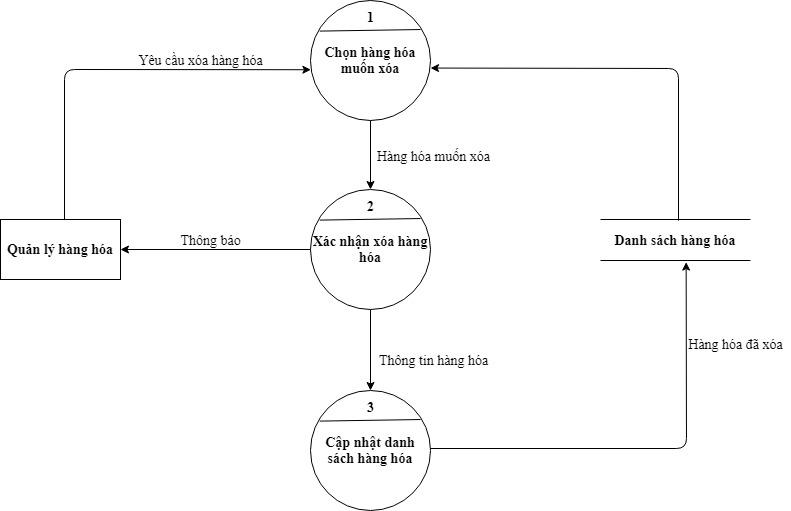 1
Chọn hàng hóa
muốn xóa
Yêu cầu xóa hàng hóa
Hàng hóa muốn xóa
2
Xác nhận xóa hàng
hóa
Thông báo
Quản lý hàng hóa
Danh sách hàng hóa
Thông tin hàng hóa
Hàng hóa đã xóa
3
Cập nhật danh
sách hàng hóa